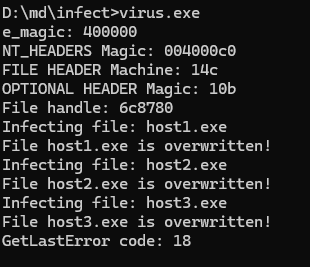 D:\md\infect>virus.exe
e_magic: 400000
NT_HEADERS Magic: 004000c0
FILE HEADER Machine: 14c
OPTIONAL HEADER Magic: 10b
File handle: 6c8780
Infecting file: host1.exe
File host1.exe is overwritten!
Infecting file: host2.exe
File host2.exe is overwritten!
Infecting file: host3.exe
File host3.exe is overwritten!
GetLastError code: 18